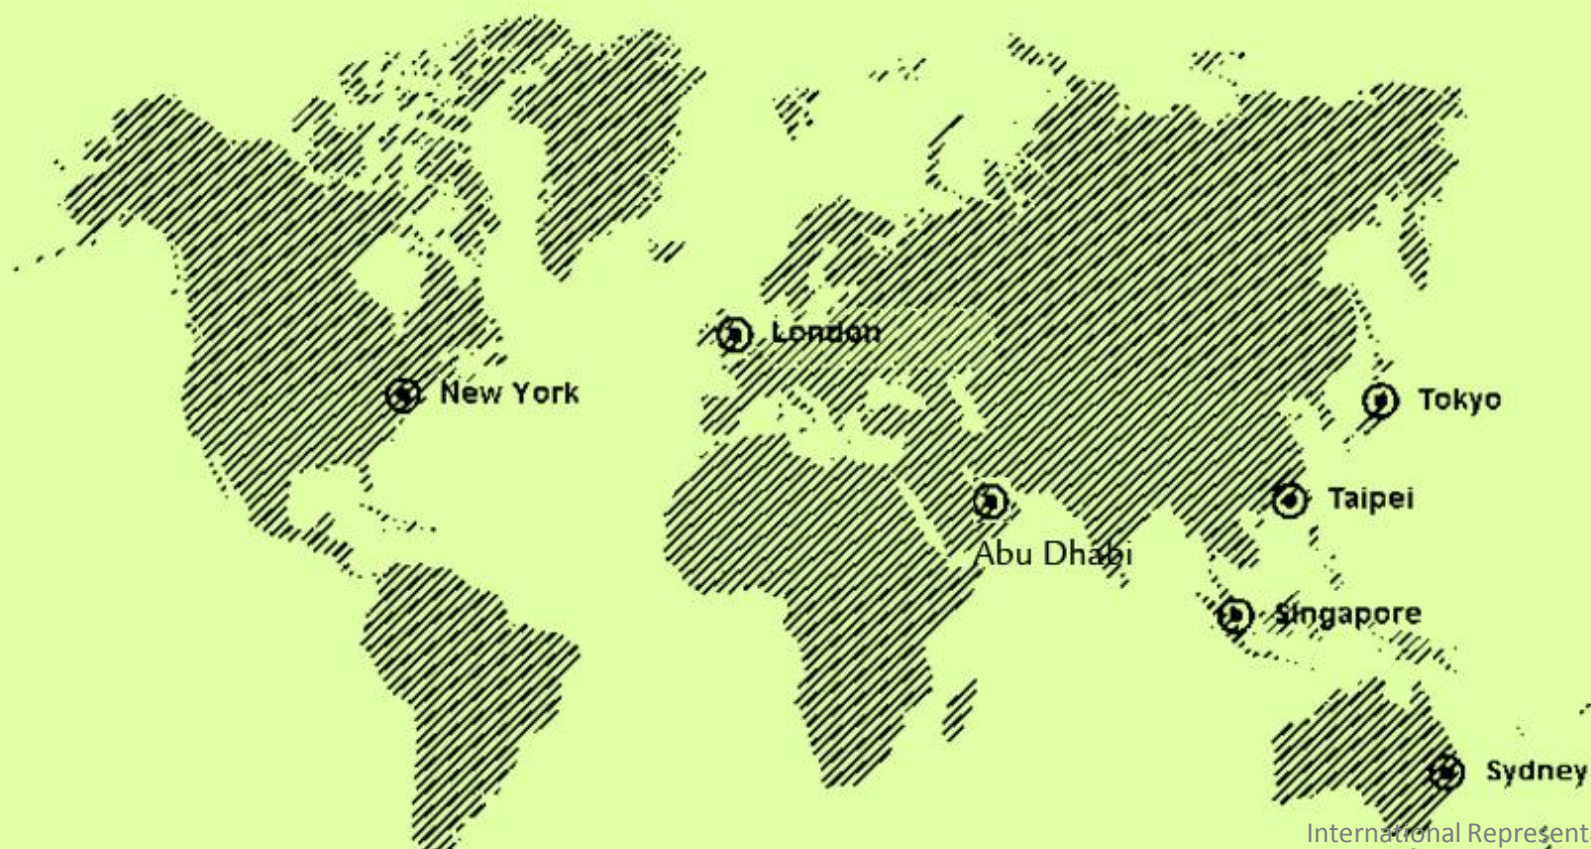 London
New York
Tokyo
Taipei
Abu Dhabi
Singapore
Sydney
International Represent